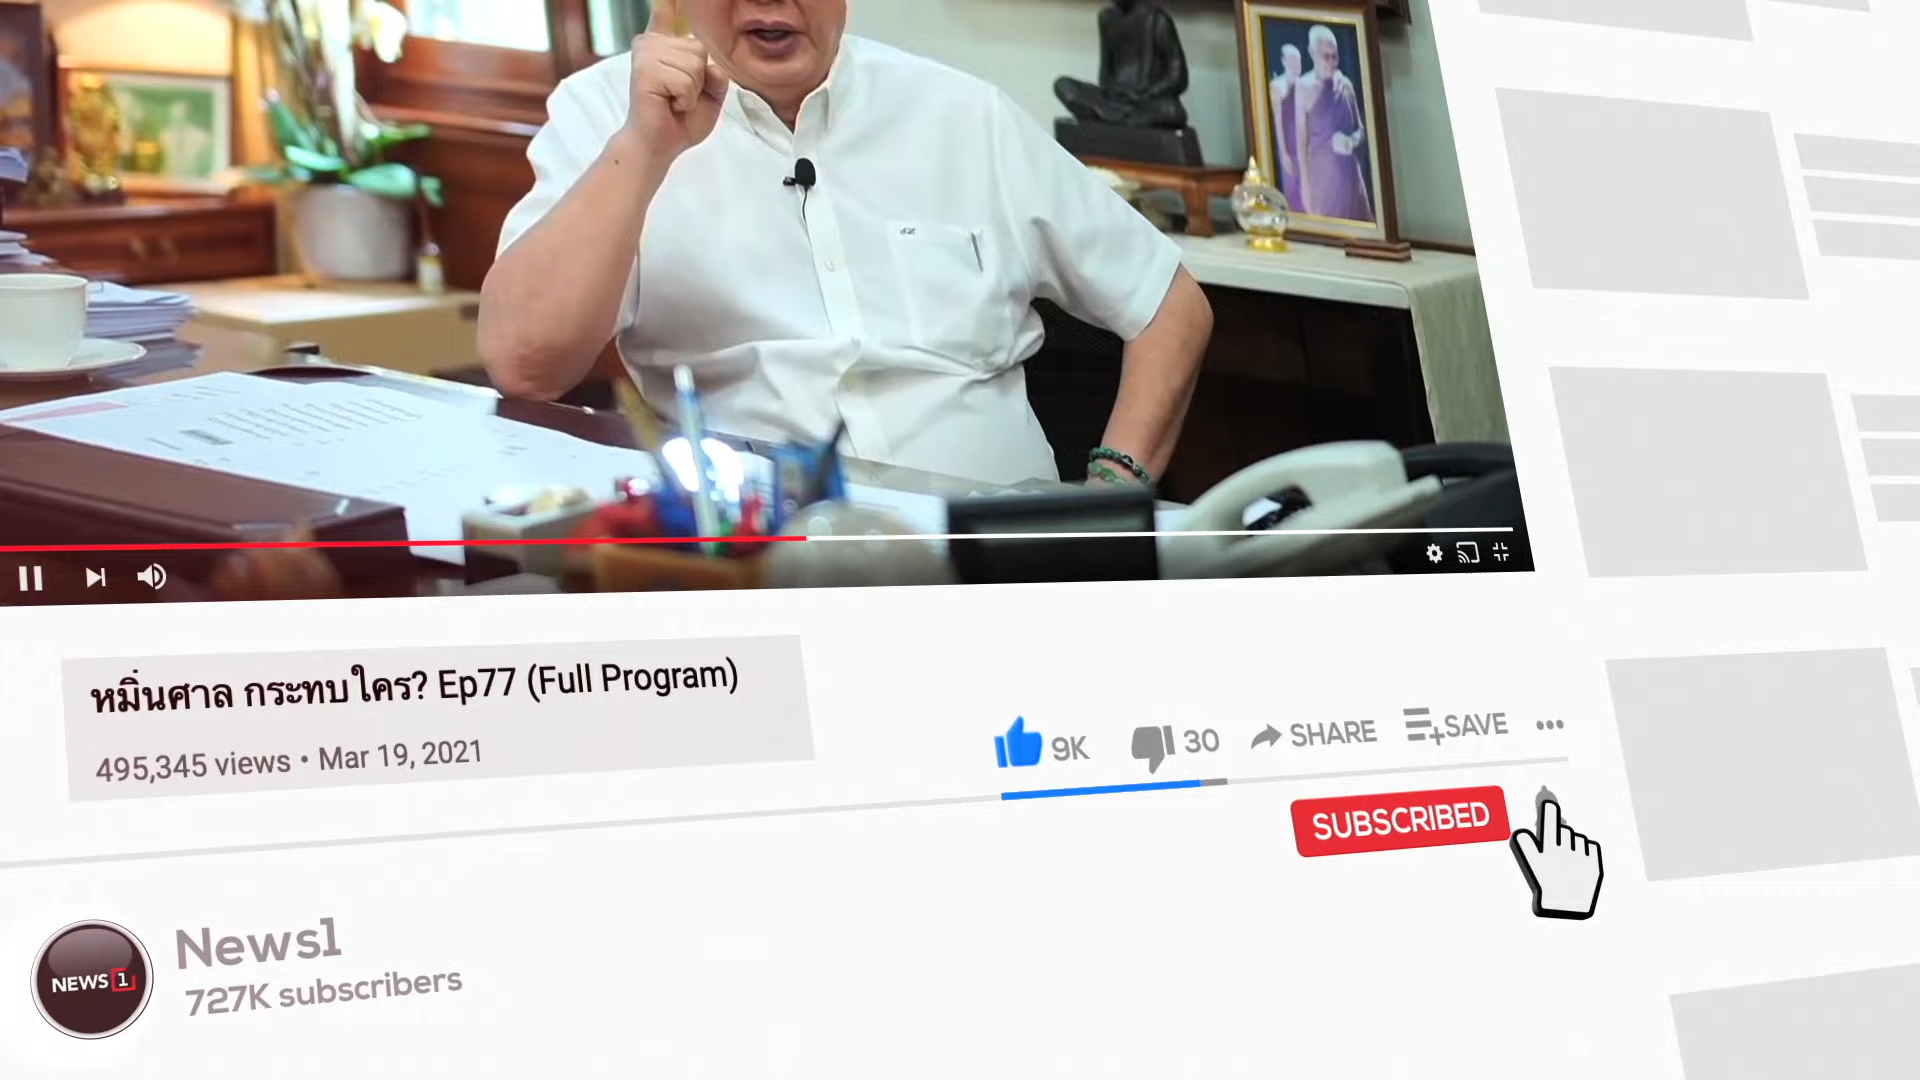 หมิ่นศาล กระทบใคร? Ep77 (Full Program)
495,345 views • Mar 19, 2021
9K
30
SHARE
SAVE
SUBSCRIBED
NEWS 1
News1
727K subscribers